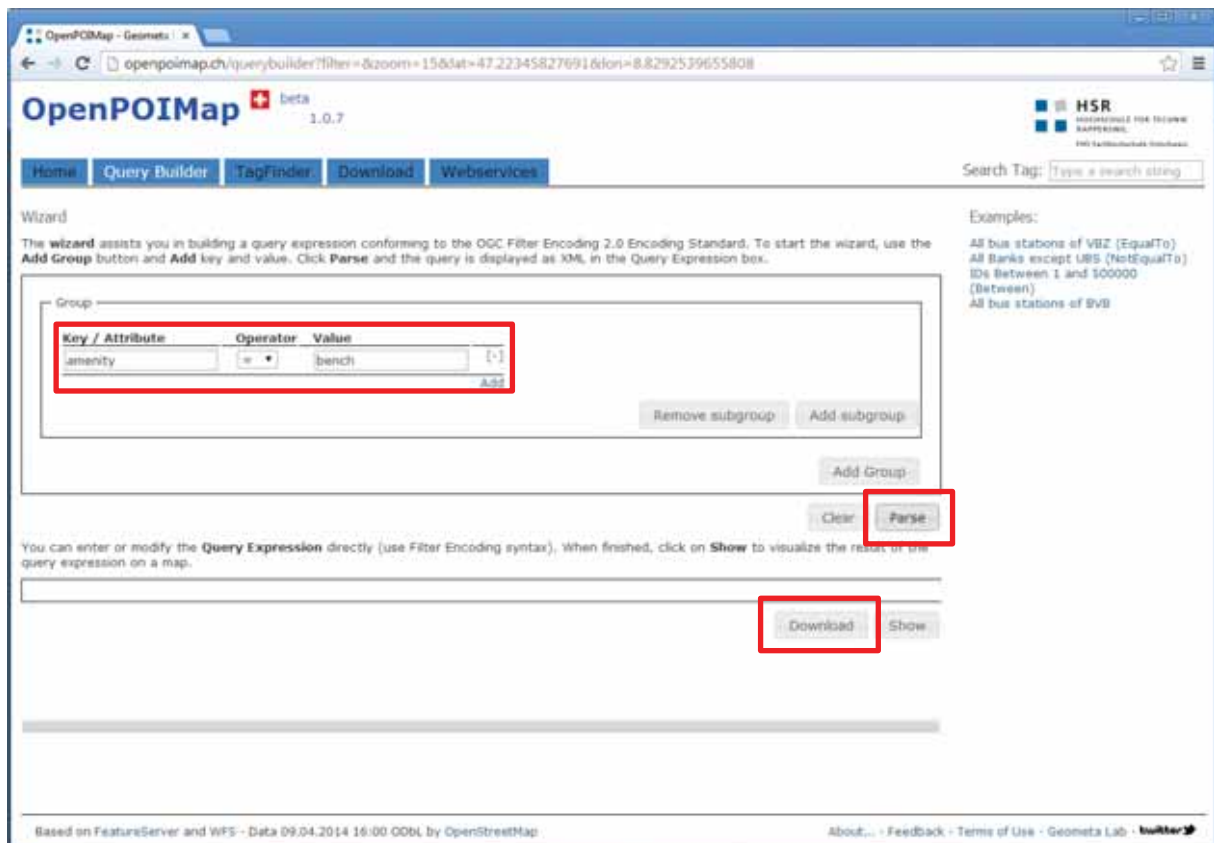 OpenPOIMap - Geometa
openpoimap.ch/querybuilder?filter=&zoom=15&lat=47.22345827691&lon=8.8292539655808
OpenPOIMap beta
1.0.7
HSR
HOCHSCHULE FÜR TECHNIK
RAPPERSWIL
Home Query Builder TagFinder Download Webservices
Search Tag: Type a search string
Wizard
The wizard assists you in building a query expression conforming to the OGC Filter Encoding 2.0 Encoding Standard. To start the wizard, use the
Add Group button and Add key and value. Click Parse and the query is displayed as XML in the Query Expression box.
Examples:
All bus stations of VBZ (EqualTo)
All Banks except UBS (NotEqualTo)
IDs Between 1 and 500000
(Between)
All bus stations of BVB
Group
Key / Attribute Operator Value
amenity = bench [-]
Add
Remove subgroup Add subgroup
Add Group
Clear Parse
You can enter or modify the Query Expression directly (use Filter Encoding syntax). When finished, click on Show to visualize the result of the
query expression on a map.
Download Show
Based on FeatureServer and WFS - Data 09.04.2014 16:00 ODbL by OpenStreetMap
About... - Feedback - Terms of Use - Geometa Lab - twitter